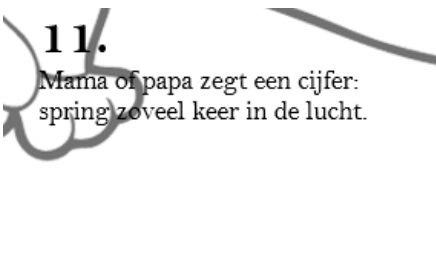 11.
Mama of papa zegt een cijfer:
spring zoveel keer in de lucht.